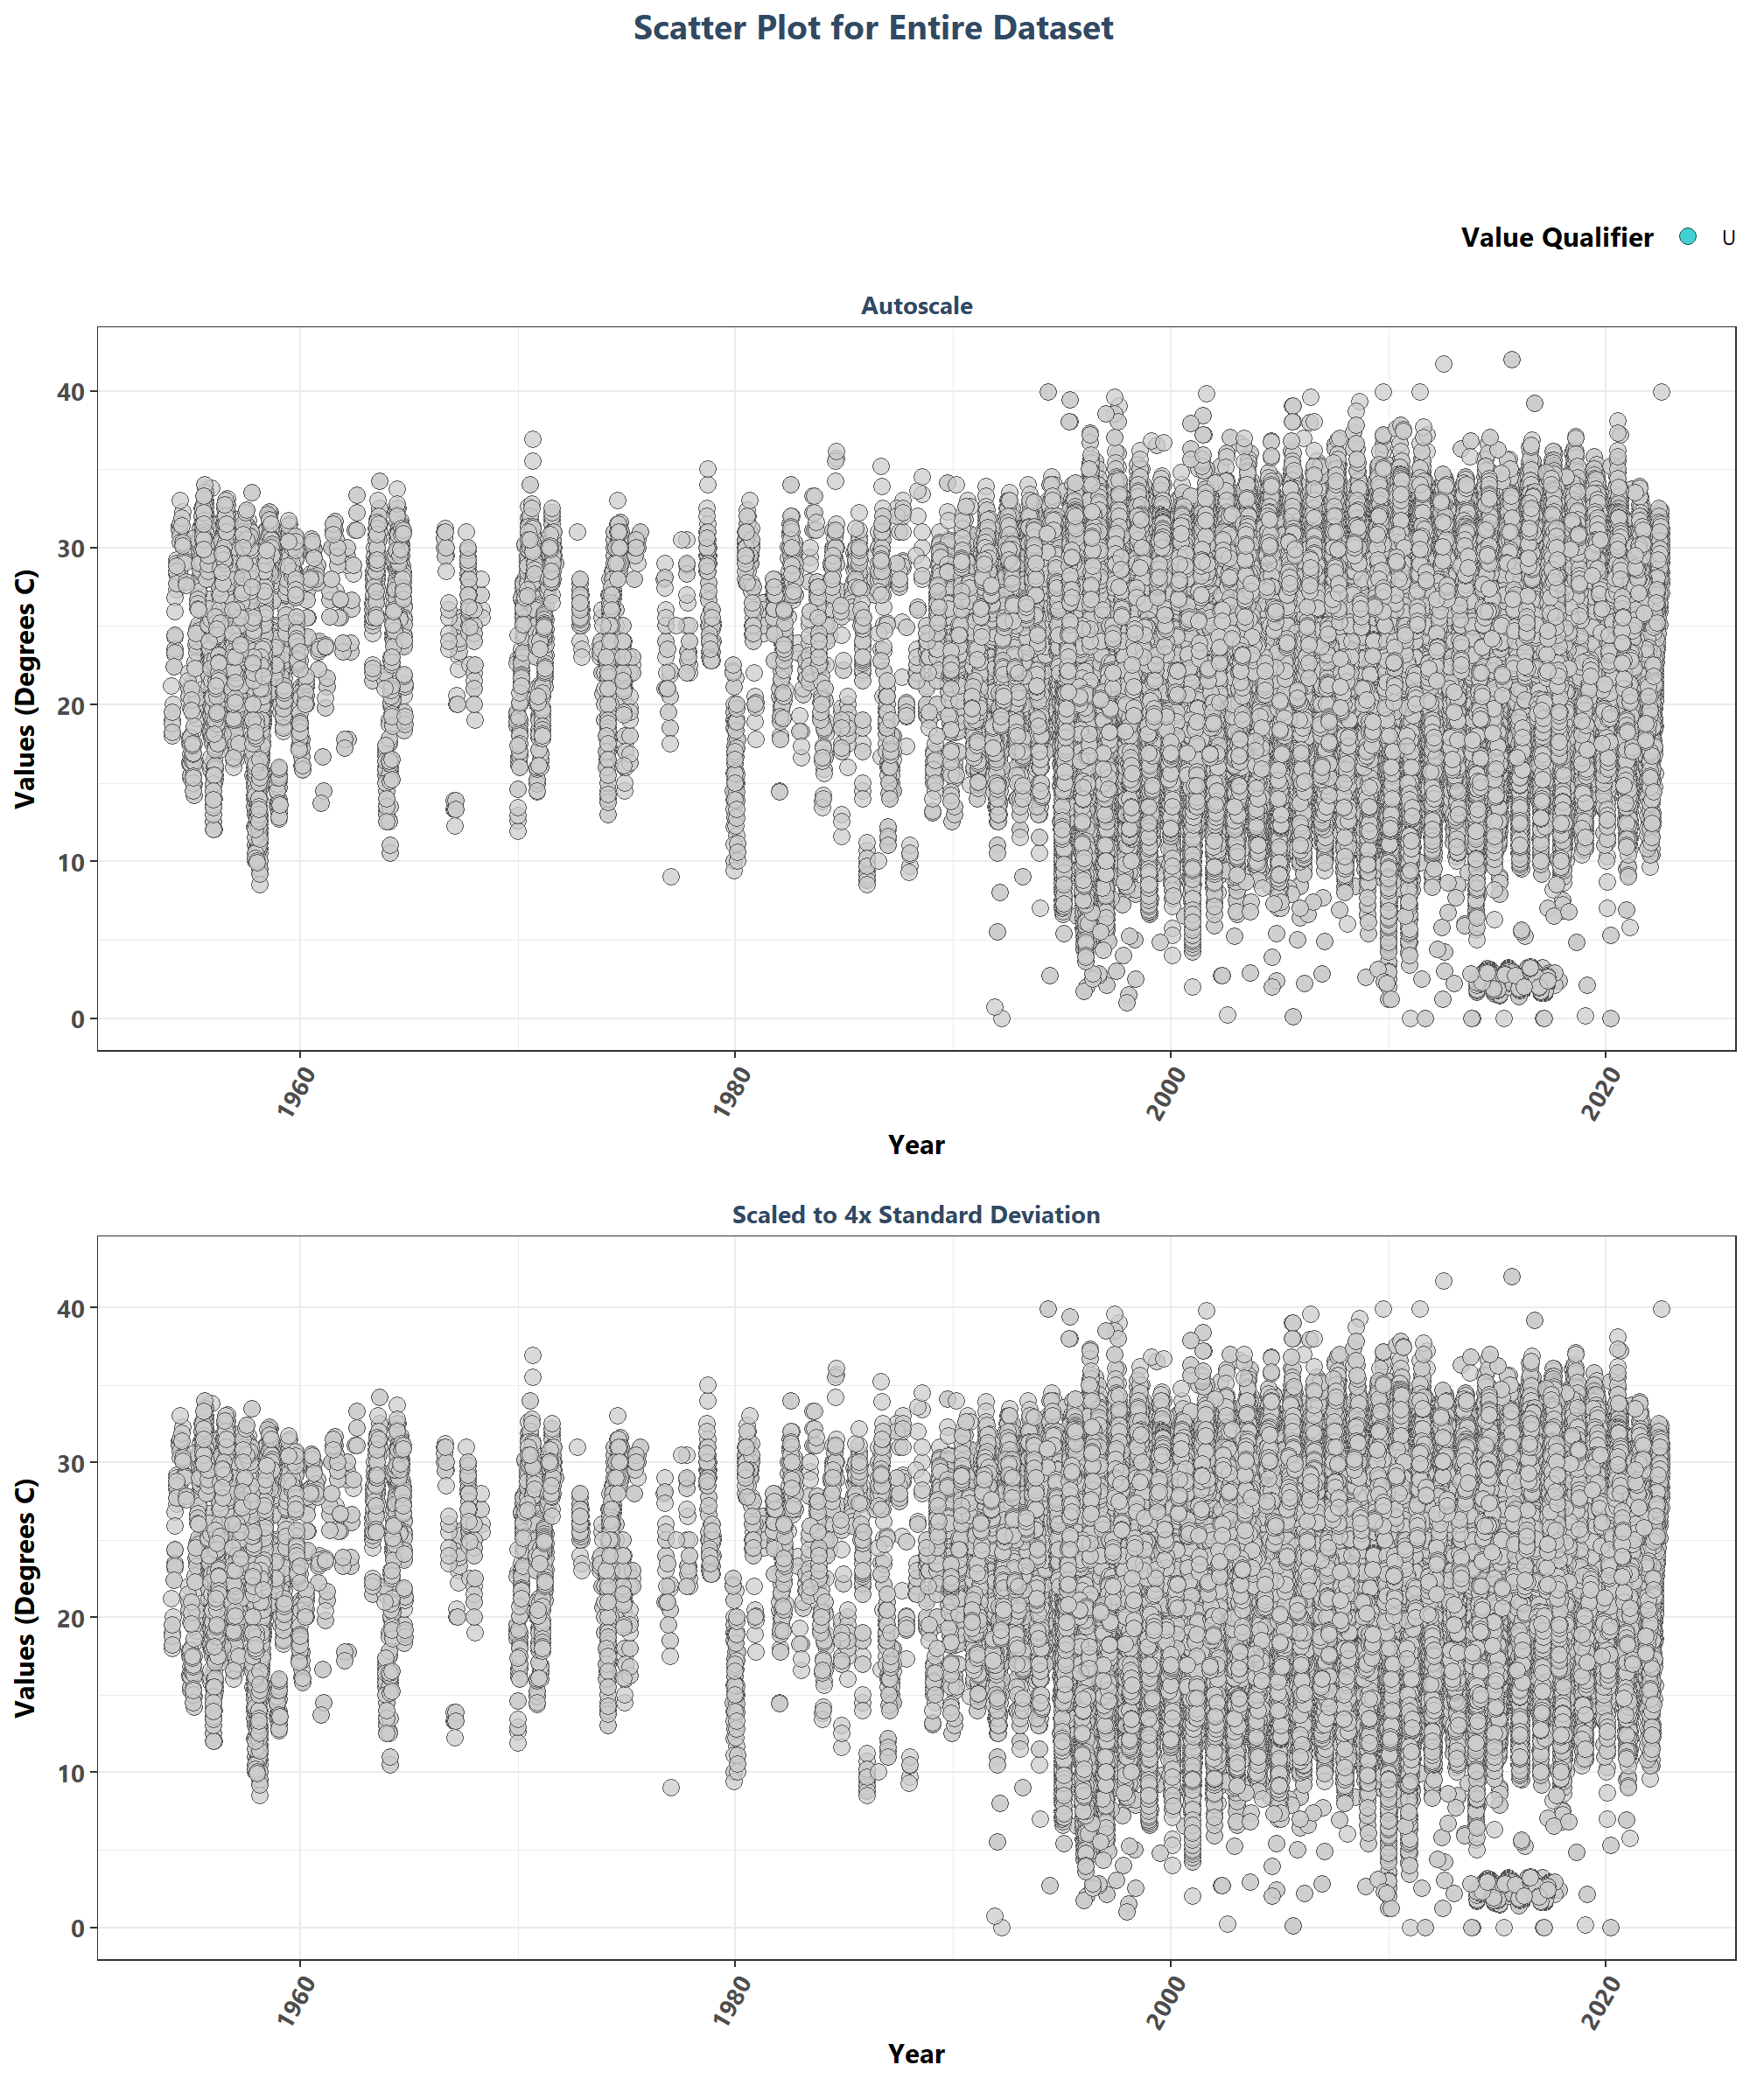 Scatter Plot for Entire Dataset
Value Qualifier U
Autoscale
Values (Degrees C)
40
30
20
10
0
1960 1980 2000 2020
Year
Scaled to 4x Standard Deviation
Values (Degrees C)
40
30
20
10
0
1960 1980 2000 2020
Year